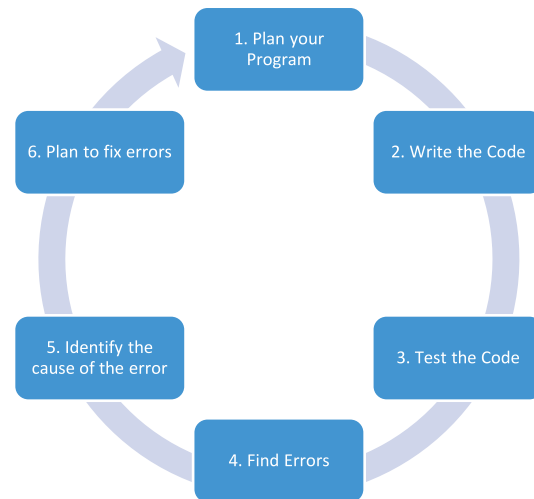 1. Plan your
Program
2. Write the Code
3. Test the Code
4. Find Errors
5. Identify the
cause of the error
6. Plan to fix errors